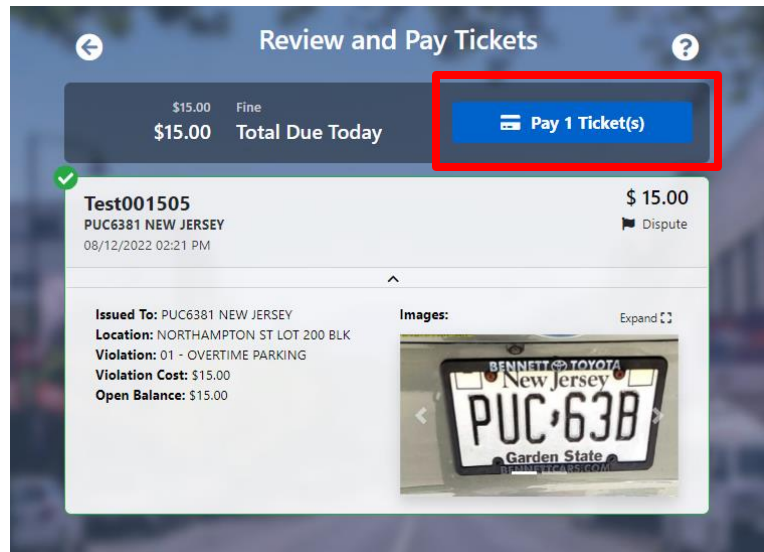 Review and Pay Tickets
?
$15.00 Fine
$15.00 Total Due Today
Pay 1 Ticket(s)
Test001505
$ 15.00
PUC6381 NEW JERSEY
Dispute
08/12/2022 02:21 PM
Issued To: PUC6381 NEW JERSEY
Location: NORTHAMPTON ST LOT 200 BLK
Violation: 01 - OVERTIME PARKING
Violation Cost: $15.00
Open Balance: $15.00
Images:
Expand
BENNETT TOYOTA
New Jersey
PUC 63B
Garden State
BENNETTCARS.COM